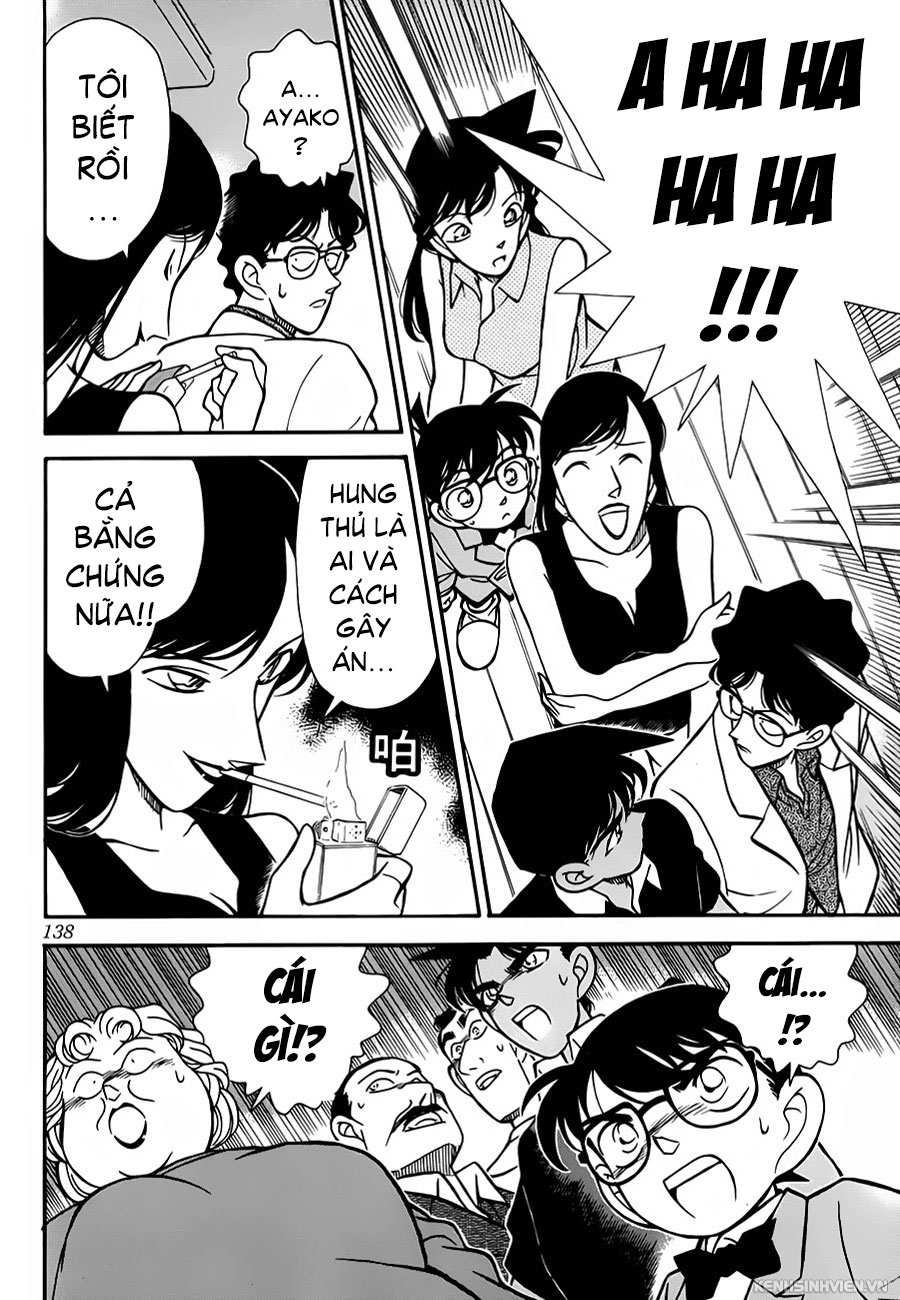 A HA HA
HA HA
!!!
A...
AYAKO
?
TÔI
BIẾT
RỒI
...
HUNG
THỦ LÀ
AI VÀ
CÁCH
GÂY
ÁN...
CẢ
BẰNG
CHỨNG
NỮA!!
咱
138
CÁI...
!?
CÁI
GÌ!?
KENHSINHVIEN.VN